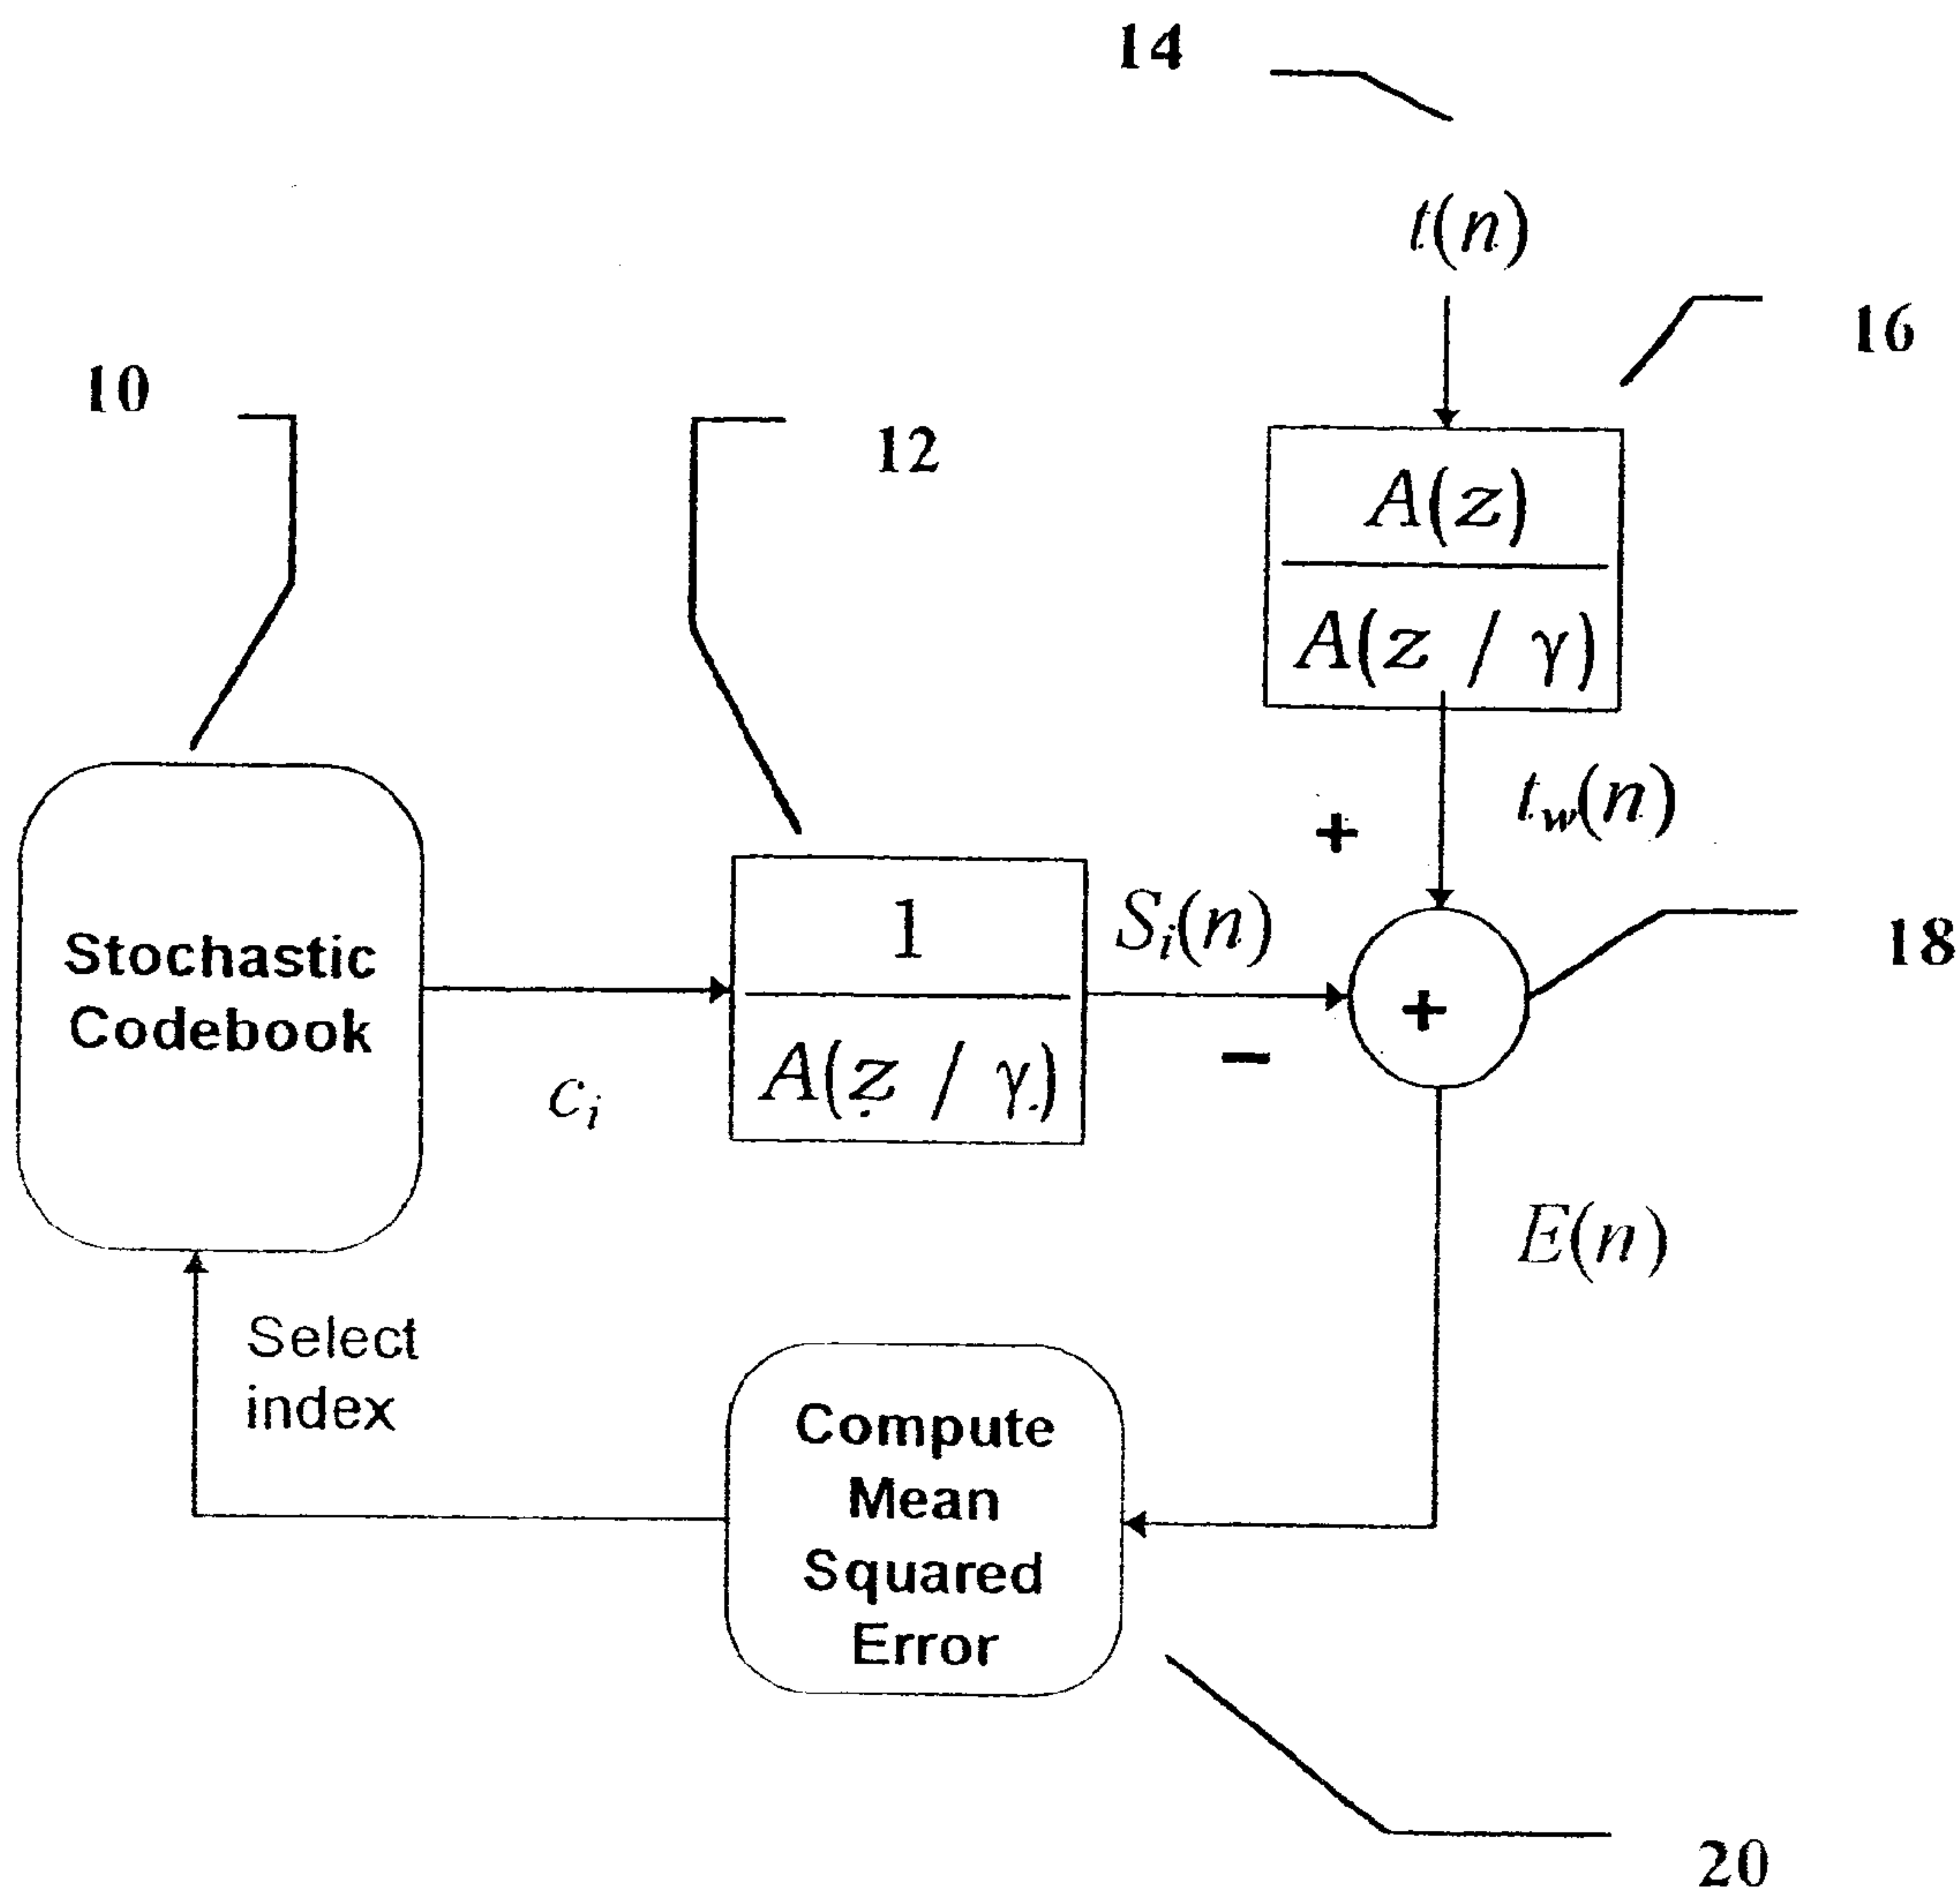 14
t(n)
16
10
12
A(z)
A(z / γ)
t_w(n)
+
1
A(z / γ)
S_i(n)
18
+
−
Stochastic
Codebook
c_i
E(n)
Select
index
Compute
Mean
Squared
Error
20